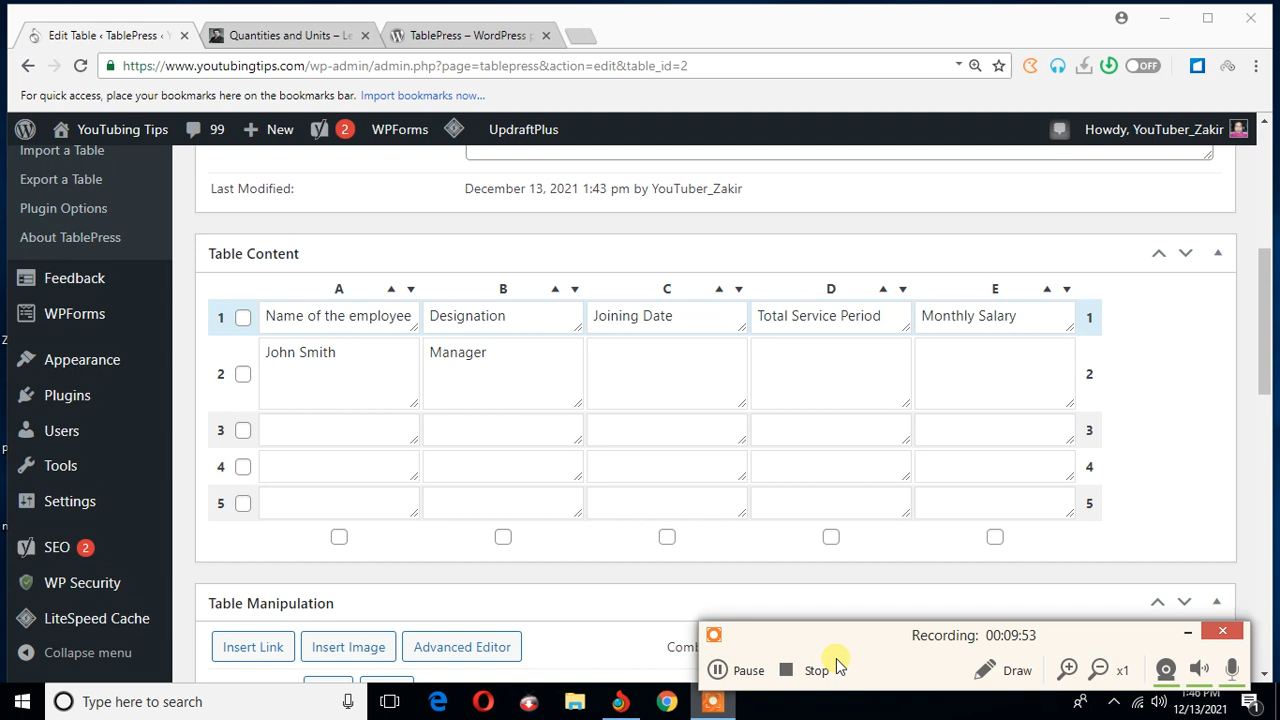 Edit Table ‹ TablePress ‹
Quantities and Units – Le
TablePress – WordPress p
https://www.youtubingtips.com/wp-admin/admin.php?page=tablepress&action=edit&table_id=2
OFF
For quick access, place your bookmarks here on the bookmarks bar. Import bookmarks now...
YouTubing Tips 99 New 2 WPForms UpdraftPlus Howdy, YouTuber_Zakir
Import a Table
Export a Table
Plugin Options
About TablePress
Feedback
WPForms
Appearance
Plugins
Users
Tools
Settings
SEO 2
WP Security
LiteSpeed Cache
Collapse menu
Last Modified: December 13, 2021 1:43 pm by YouTuber_Zakir
Table Content
A B C D E
1 Name of the employee Designation Joining Date Total Service Period Monthly Salary 1
2 John Smith Manager 2
3 3
4 4
5 5
Table Manipulation
Insert Link Insert Image Advanced Editor Comb
Recording: 00:09:53
Pause Stop Draw x1
Type here to search
1:46 PM
12/13/2021
1